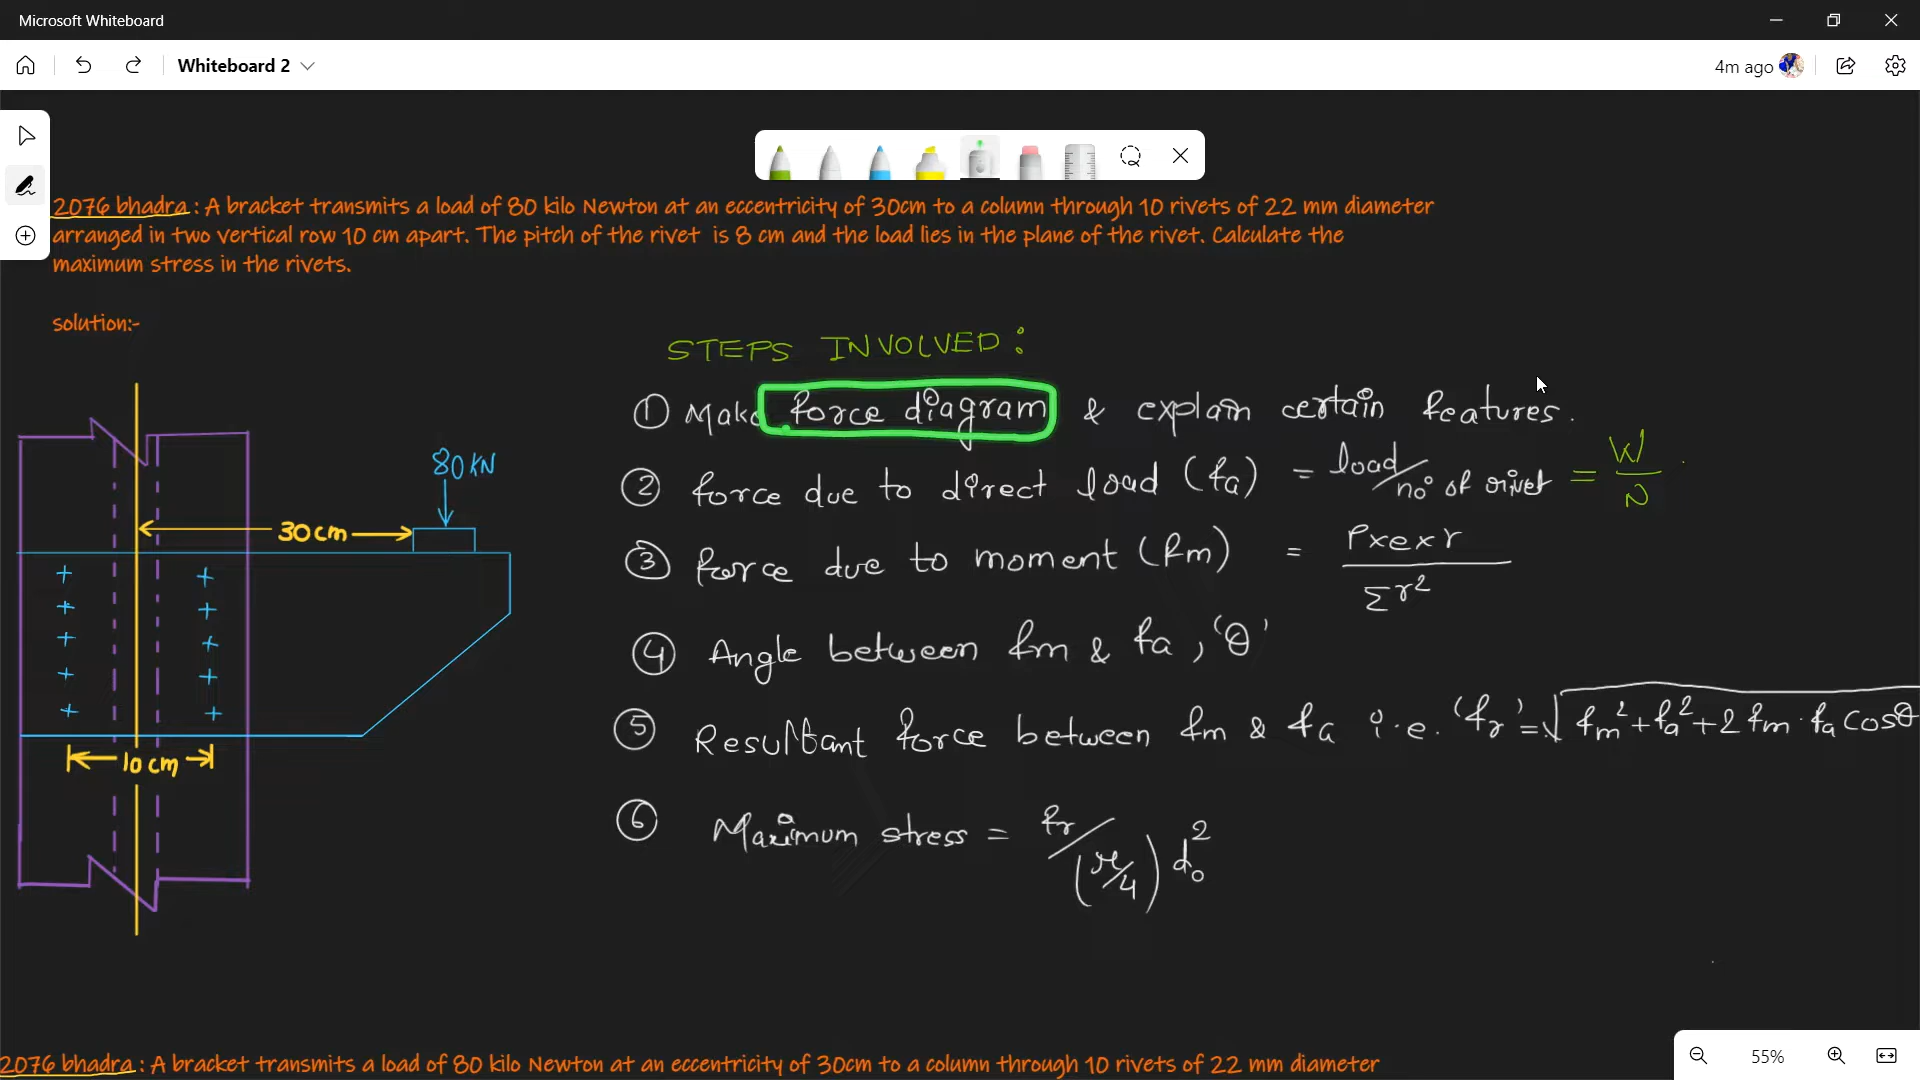 Microsoft Whiteboard
Whiteboard 2
4m ago
2076 bhadra : A bracket transmits a load of 80 kilo Newton at an eccentricity of 30cm to a column through 10 rivets of 22 mm diameter
arranged in two vertical row 10 cm apart. The pitch of the rivet is 8 cm and the load lies in the plane of the rivet. Calculate the
maximum stress in the rivets.
solution:-
STEPS INVOLVED :
① Make force diagram & explain certain features.
② force due to direct load (fa) = load/no° of rivet = W/N
③ force due to moment (fm) = P×e×r/Σr²
④ Angle between fm & fa, 'θ'
⑤ Resultant force between fm & fa i.e. 'fr' = √fm²+fa²+2fm·fa cosθ
⑥ Maximum stress = fr/(π/4) d₀²
80 KN
30cm
10 cm
2076 bhadra : A bracket transmits a load of 80 kilo Newton at an eccentricity of 30cm to a column through 10 rivets of 22 mm diameter
55%